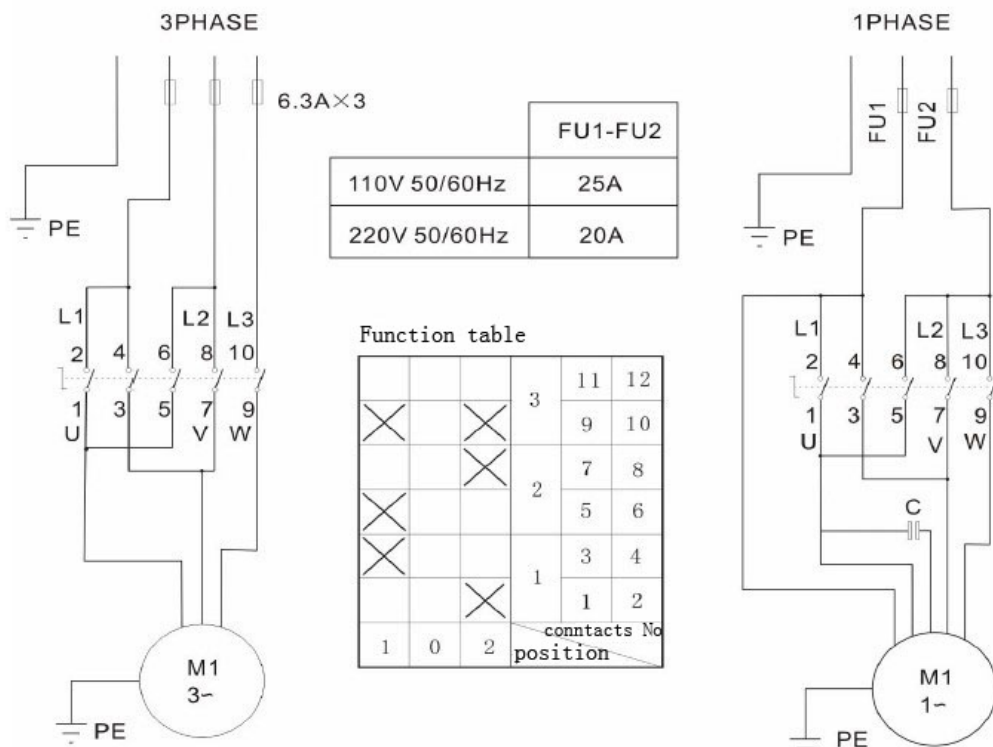 3PHASE
6.3A×3
PE
L1 L2 L3
2 4 6 8 10
1 3 5 7 9
U V W
M1
3~
PE
FU1-FU2
110V 50/60Hz 25A
220V 50/60Hz 20A
Function table
3 11 12
9 10
2 7 8
5 6
1 3 4
1 2
conntacts No
1 0 2 position
1PHASE
FU1 FU2
PE
L1 L2 L3
2 4 6 8 10
1 3 5 7 9
U V W
C
M1
1~
PE